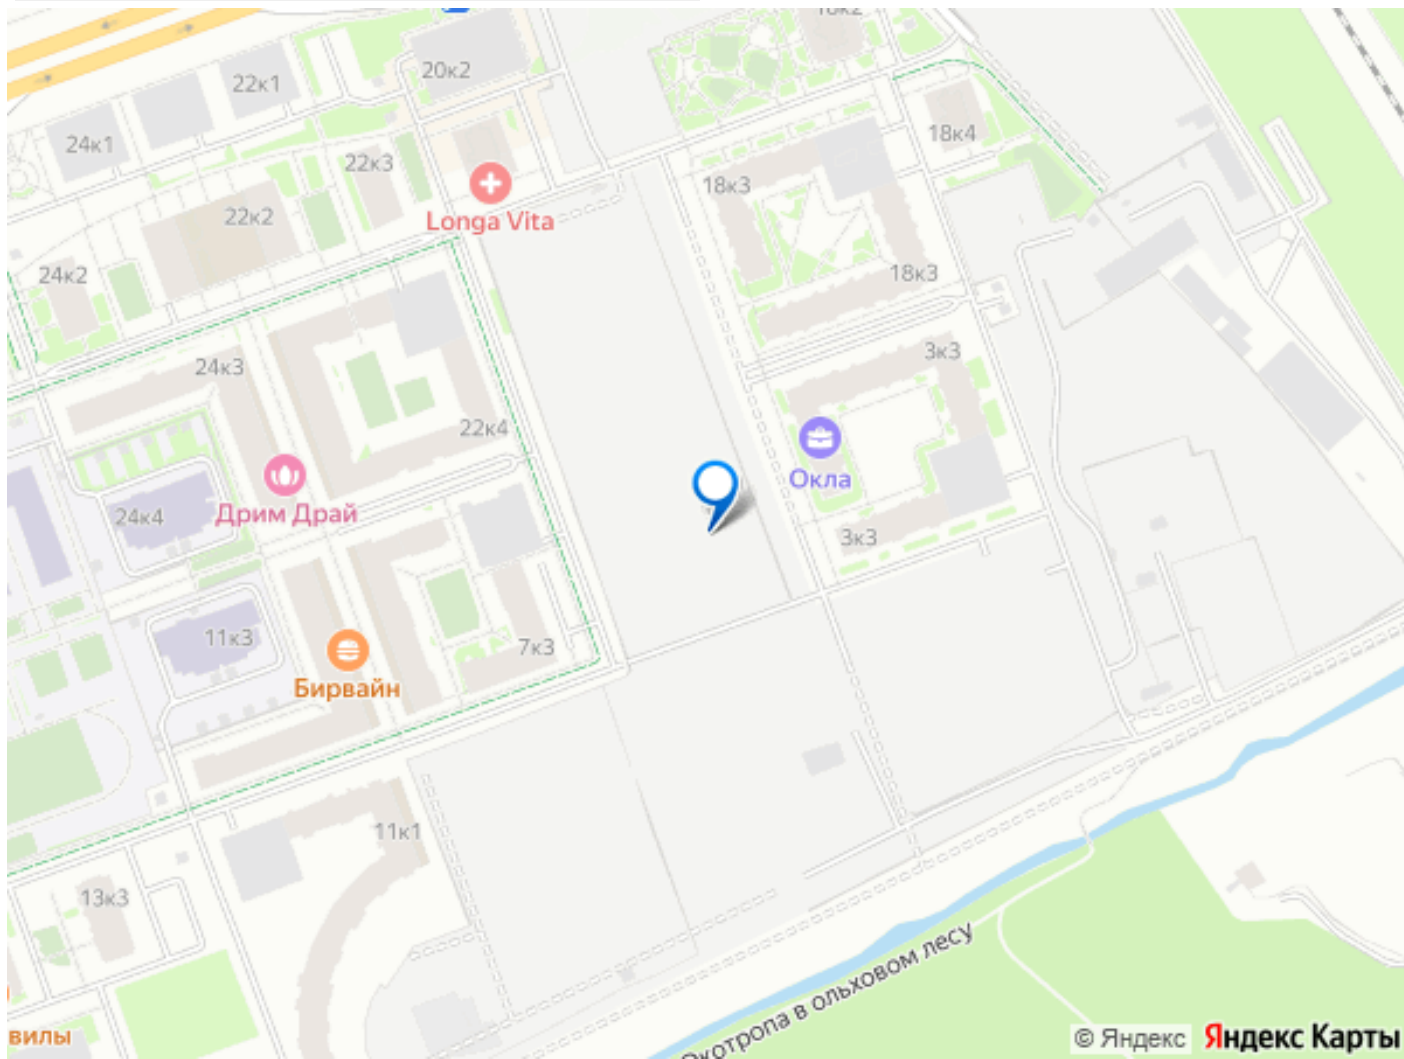 18к2
20к2
22к1
24к1
18к4
22к3
18к3
Longa Vita
22к2
24к2
18к3
3к3
24к3
22к4
Окла
24к4
Дрим Драй
3к3
11к3
7к3
Бирвайн
11к1
13к3
Экотропа в ольховом лесу
вилы
© Яндекс Яндекс Карты